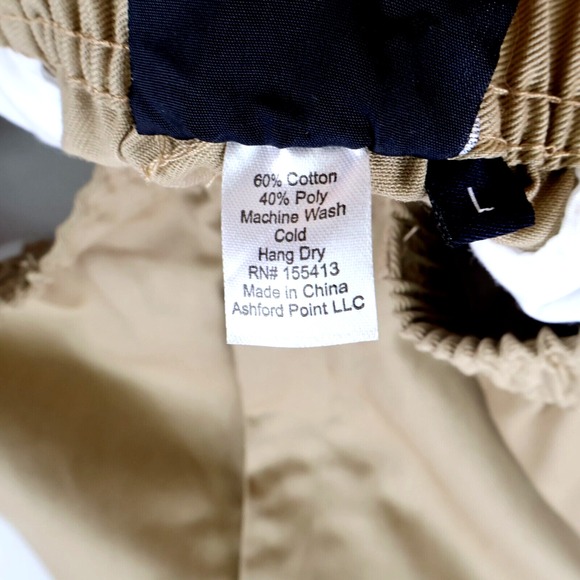 60% Cotton
40% Poly
Machine Wash
Cold
Hang Dry
RN# 155413
Made in China
Ashford Point LLC
L